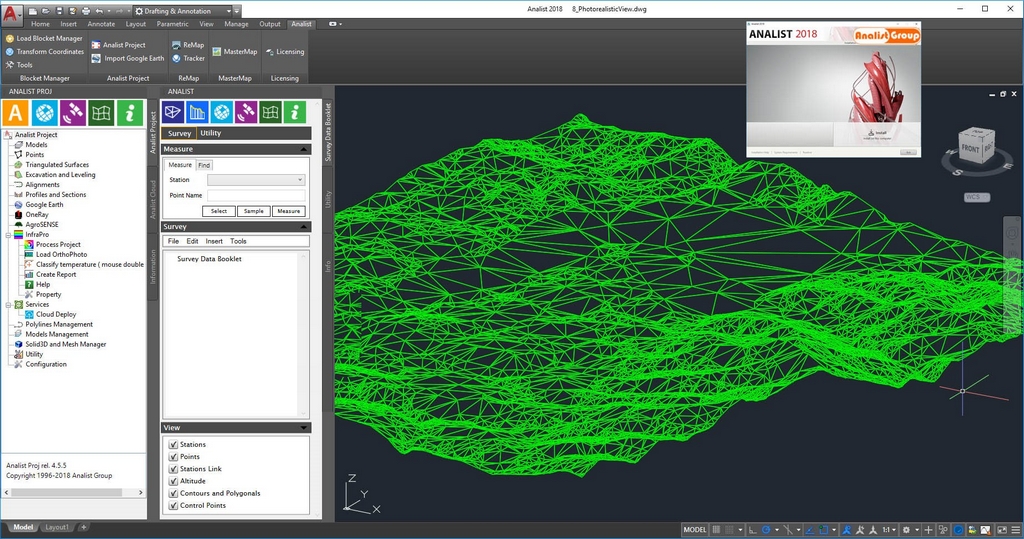 Drafting & Annotation
Analist 2018 8_PhotorealisticView.dwg
Home Insert Annotate Layout Parametric View Manage Output Analist
Load Blocket Manager
Transform Coordinates
Tools
Blocket Manager
Analist Project
Import Google Earth
Analist Project
ReMap
Tracker
ReMap
MasterMap
MasterMap
Licensing
Licensing
ANALIST PROJ
Analist Project
Models
Points
Triangulated Surfaces
Excavation and Leveling
Alignments
Profiles and Sections
Google Earth
OneRay
AgroSENSE
InfraPro
Process Project
Load OrthoPhoto
Classify temperature ( mouse double
Create Report
Help
Property
Services
Cloud Deploy
Polylines Management
Models Management
Solid3D and Mesh Manager
Utility
Configuration
Analist Proj rel. 4.5.5
Copyright 1996-2018 Analist Group
Analist Project
Analist Cloud
Information
ANALIST
Survey Utility
Measure
Measure Find
Station
Point Name
Select Sample Measure
Survey
File Edit Insert Tools
Survey Data Booklet
View
Stations
Points
Stations Link
Altitude
Contours and Polygonals
Control Points
Survey Data Booklet
Utility
Info
ANALIST 2018
AnalistGroup
Install
FRONT
S
WCS
Z
Y
X
Model Layout1 +
MODEL
1:1